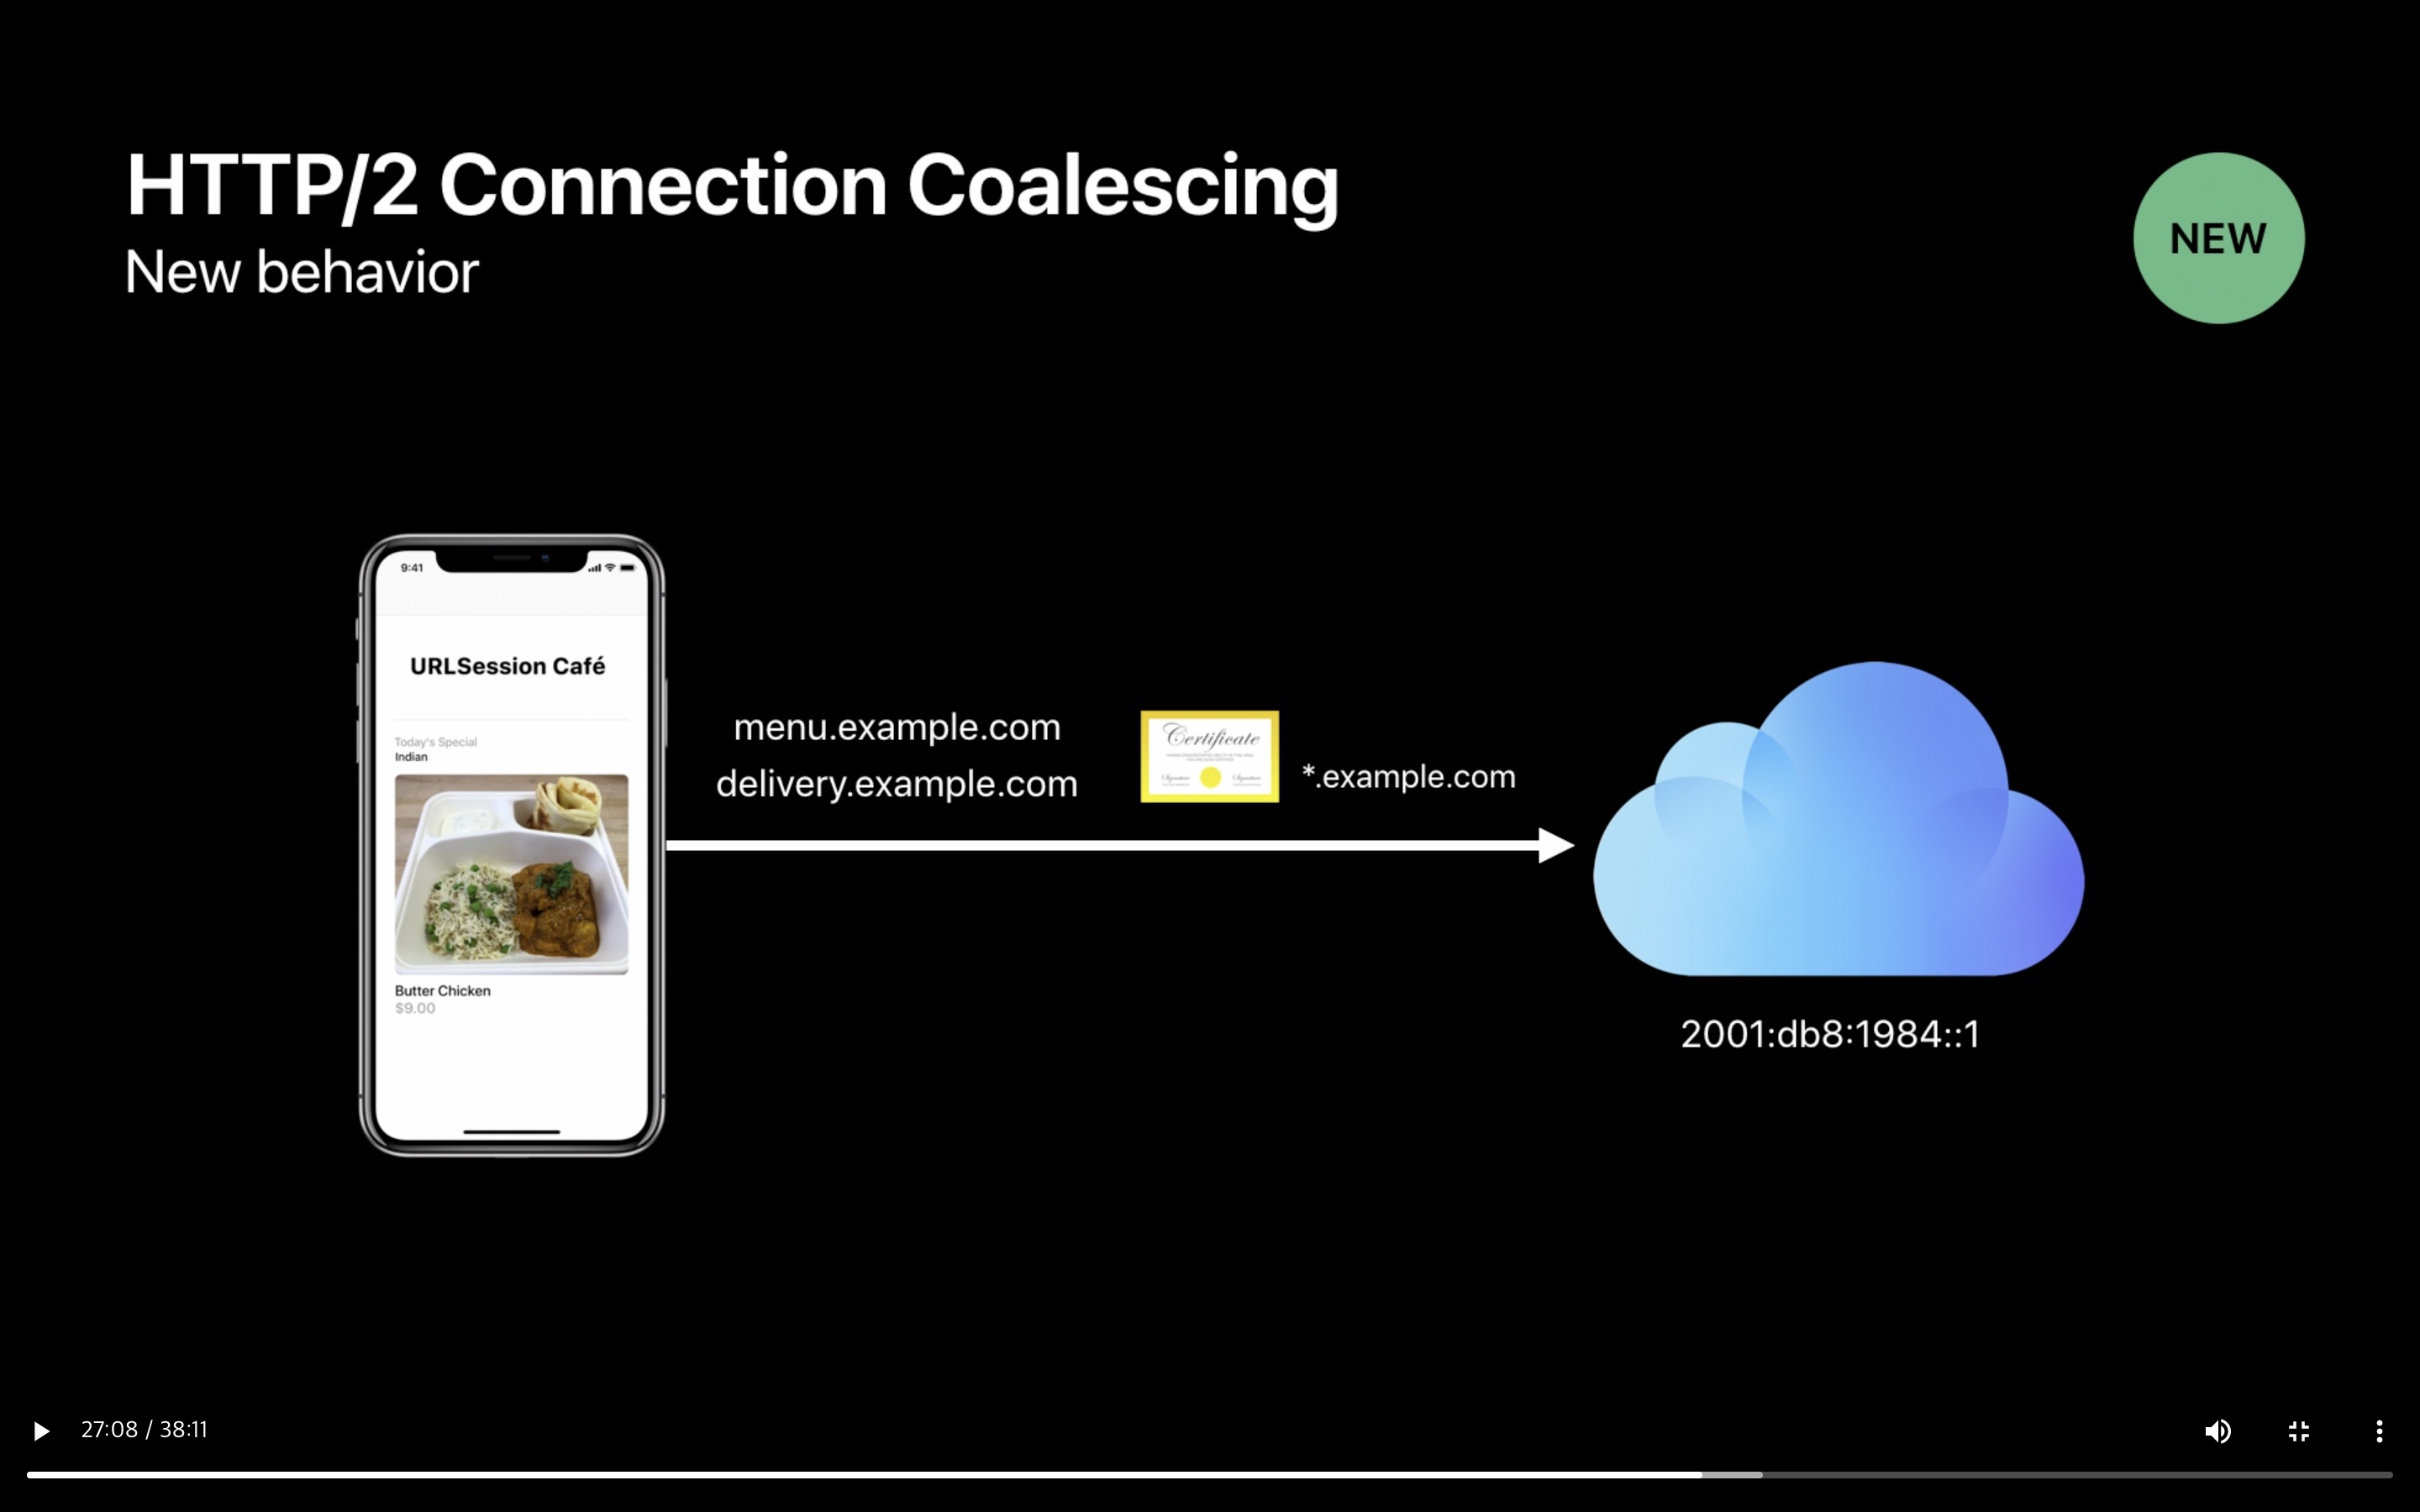 HTTP/2 Connection Coalescing
New behavior
NEW
9:41
URLSession Café
Today's Special
Indian
Butter Chicken
$9.00
menu.example.com
delivery.example.com
Certificate
*.example.com
2001:db8:1984::1
27:08 / 38:11